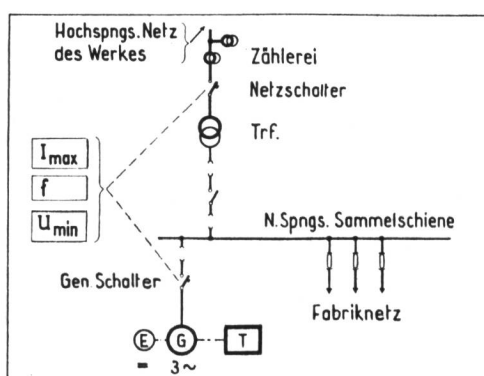 Hochspngs. Netz
des Werkes
Zählerei
Netzschalter
Trf.
I max
f
U min
N.Spngs. Sammelschiene
Gen.Schalter
Fabriknetz
E
G
T
=
3~